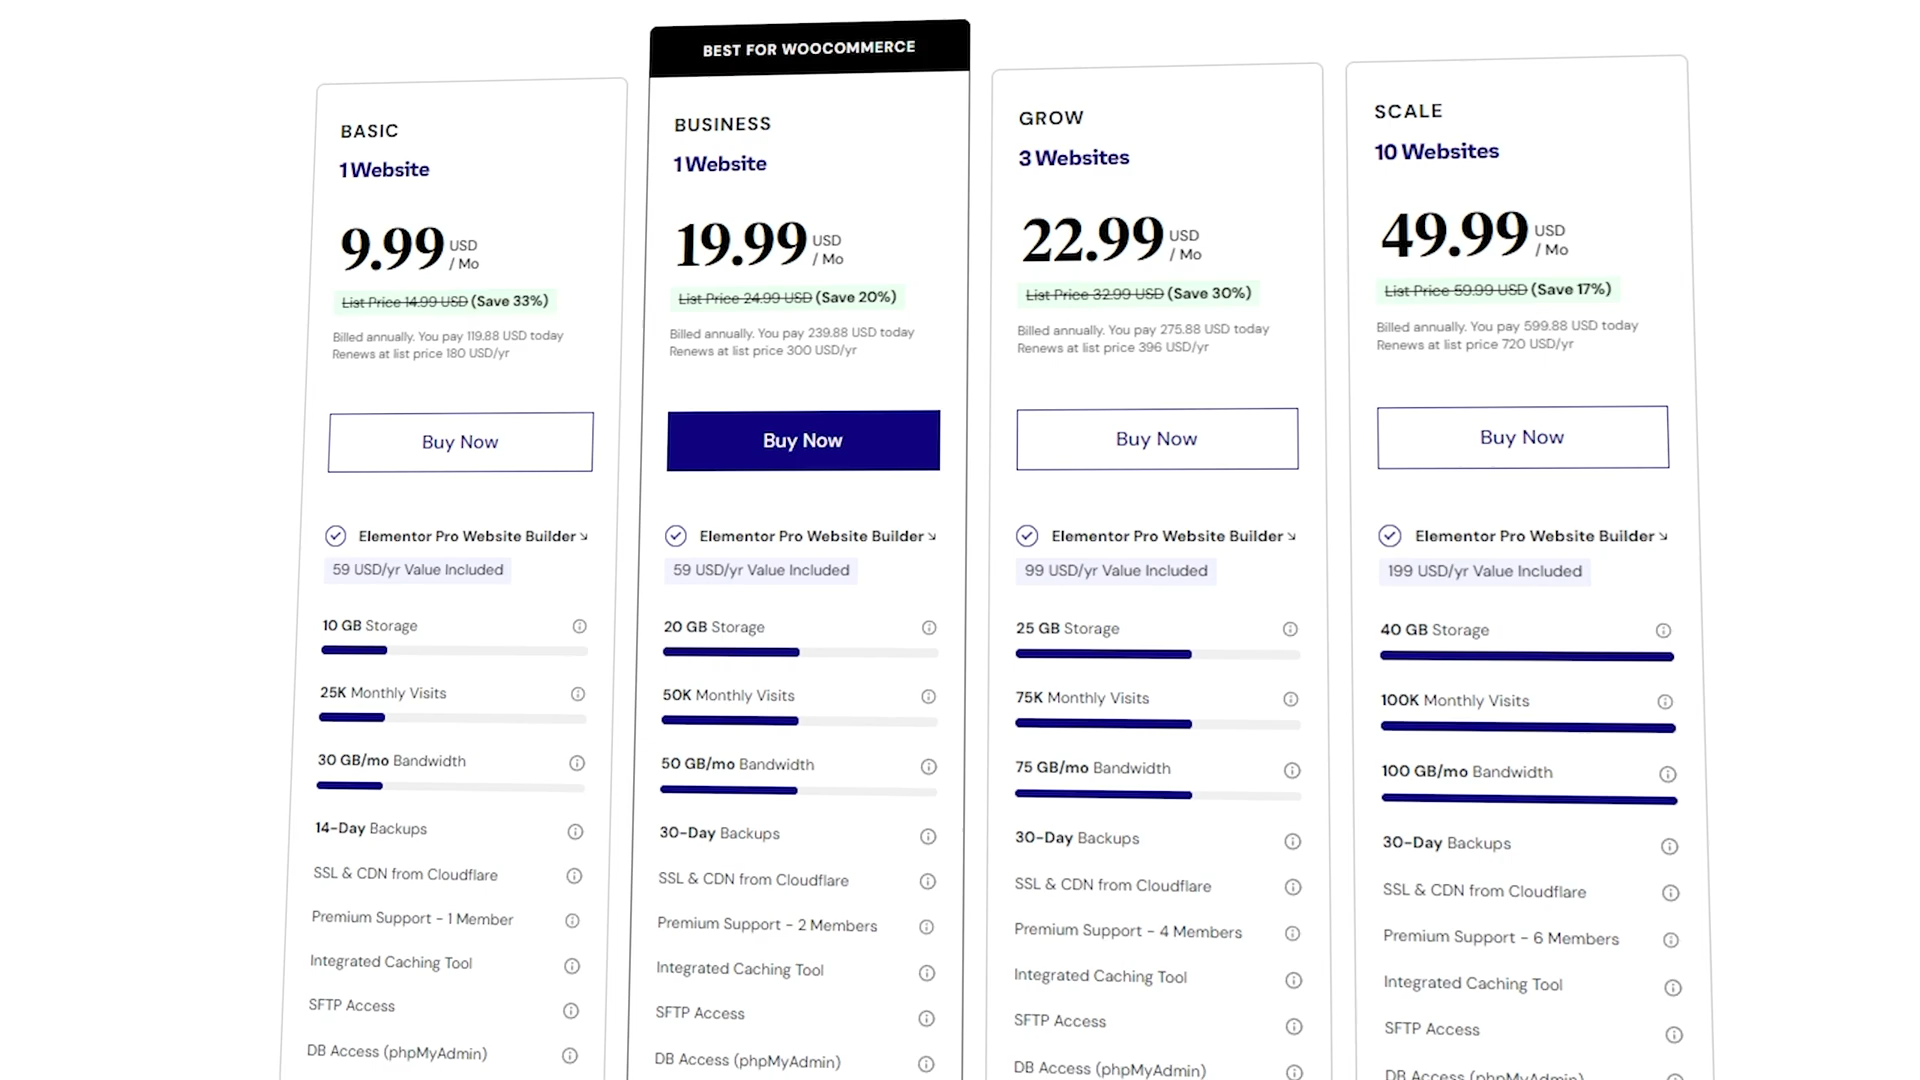 BASIC
1 Website
9.99 USD / Mo
List Price 14.99 USD (Save 33%)
Billed annually. You pay 119.88 USD today
Renews at list price 180 USD/yr
Buy Now
Elementor Pro Website Builder
59 USD/yr Value Included
10 GB Storage
25K Monthly Visits
30 GB/mo Bandwidth
14-Day Backups
SSL & CDN from Cloudflare
Premium Support - 1 Member
Integrated Caching Tool
SFTP Access
DB Access (phpMyAdmin)
BEST FOR WOOCOMMERCE
BUSINESS
1 Website
19.99 USD / Mo
List Price 24.99 USD (Save 20%)
Billed annually. You pay 239.88 USD today
Renews at list price 300 USD/yr
Buy Now
Elementor Pro Website Builder
59 USD/yr Value Included
20 GB Storage
50K Monthly Visits
50 GB/mo Bandwidth
30-Day Backups
SSL & CDN from Cloudflare
Premium Support - 2 Members
Integrated Caching Tool
SFTP Access
DB Access (phpMyAdmin)
GROW
3 Websites
22.99 USD / Mo
List Price 32.99 USD (Save 30%)
Billed annually. You pay 275.88 USD today
Renews at list price 396 USD/yr
Buy Now
Elementor Pro Website Builder
99 USD/yr Value Included
25 GB Storage
75K Monthly Visits
75 GB/mo Bandwidth
30-Day Backups
SSL & CDN from Cloudflare
Premium Support - 4 Members
Integrated Caching Tool
SFTP Access
DB Access (phpMyAdmin)
SCALE
10 Websites
49.99 USD / Mo
List Price 59.99 USD (Save 17%)
Billed annually. You pay 599.88 USD today
Renews at list price 720 USD/yr
Buy Now
Elementor Pro Website Builder
199 USD/yr Value Included
40 GB Storage
100K Monthly Visits
100 GB/mo Bandwidth
30-Day Backups
SSL & CDN from Cloudflare
Premium Support - 6 Members
Integrated Caching Tool
SFTP Access
DB Access (phpMyAdmin)